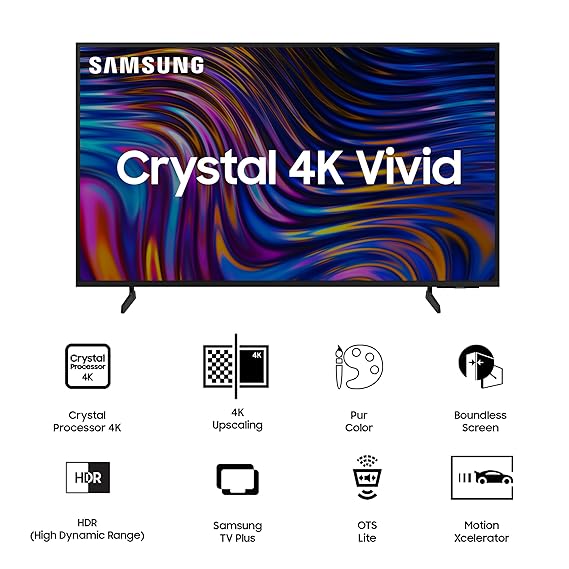 SAMSUNG
Crystal 4K Vivid
Crystal
Processor
4K
4K
Crystal
Processor 4K
4K
Upscaling
Pur
Color
Boundless
Screen
HDR
HDR
(High Dynamic Range)
Samsung
TV Plus
OTS
Lite
Motion
Xcelerator